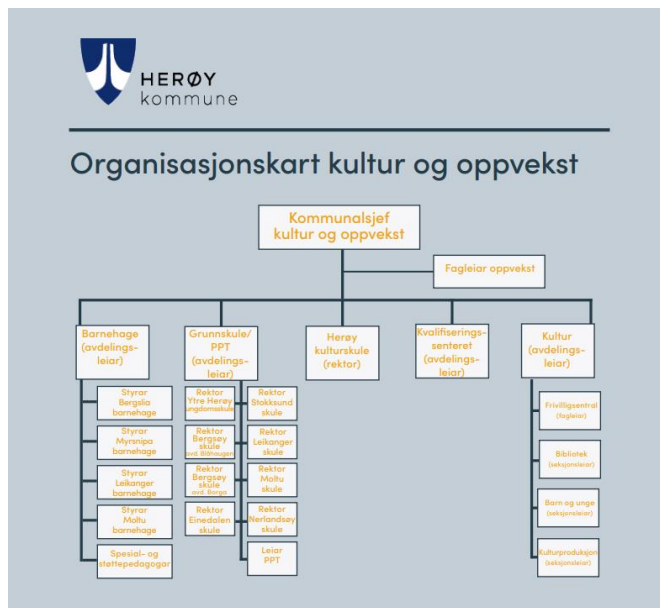 HERØY
kommune
Organisasjonskart kultur og oppvekst
Kommunalsjef
kultur og oppvekst
Fagleiar oppvekst
Barnehage
(avdelings-
leiar)
Grunnskule/
PPT
(avdelings-
leiar)
Herøy
kulturskule
(rektor)
Kvalifiserings-
senteret
(avdelings-
leiar)
Kultur
(avdelings-
leiar)
Styrar
Bergslia
barnehage
Styrar
Myrsnipa
barnehage
Styrar
Leikanger
barnehage
Styrar
Moltu
barnehage
Spesial- og
støttepedagogar
Rektor
Ytre Herøy
ungdomsskule
Rektor
Bergsøy
skule
avd. Blåhaugen
Rektor
Bergsøy
skule
avd. Borga
Rektor
Einedalen
skule
Rektor
Stokksund
skule
Rektor
Leikanger
skule
Rektor
Moltu
skule
Rektor
Nerlandsøy
skule
Leiar
PPT
Frivilligsentral
(fagleiar)
Bibliotek
(seksjonsleiar)
Barn og unge
(seksjonsleiar)
Kulturproduksjon
(seksjonsleiar)